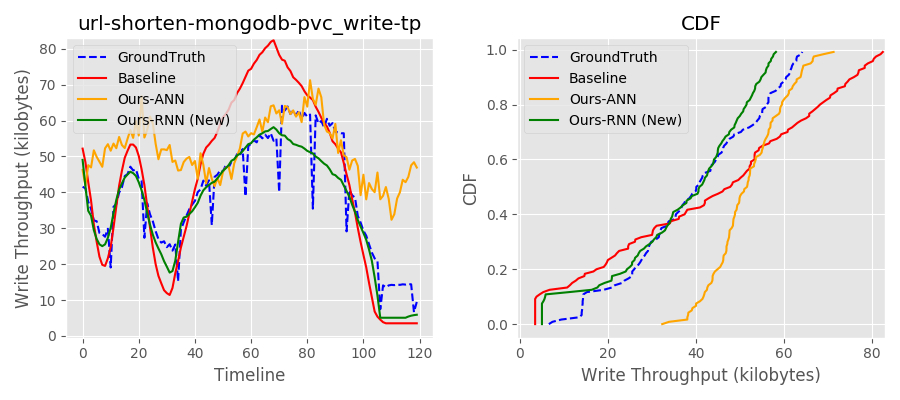 url-shorten-mongodb-pvc_write-tp
GroundTruth
Baseline
Ours-ANN
Ours-RNN (New)
Write Throughput (kilobytes)
80
70
60
50
40
30
20
10
0
0 20 40 60 80 100 120
Timeline
CDF
GroundTruth
Baseline
Ours-ANN
Ours-RNN (New)
CDF
1.0
0.8
0.6
0.4
0.2
0.0
0 20 40 60 80
Write Throughput (kilobytes)